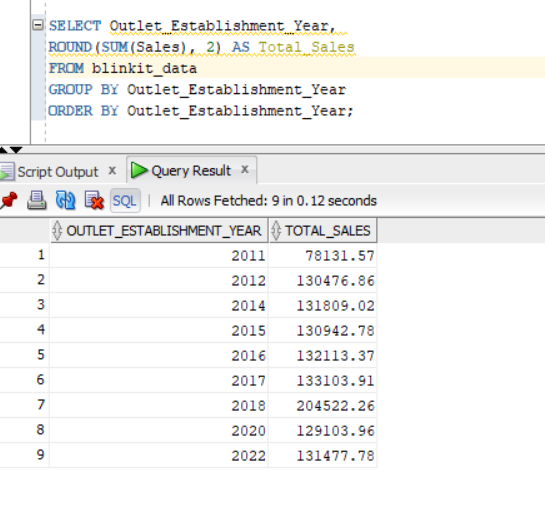 SELECT Outlet_Establishment_Year,
ROUND(SUM(Sales), 2) AS Total_Sales
FROM blinkit_data
GROUP BY Outlet_Establishment_Year
ORDER BY Outlet_Establishment_Year;
Script Output x Query Result x
SQL | All Rows Fetched: 9 in 0.12 seconds
OUTLET_ESTABLISHMENT_YEAR TOTAL_SALES
1 2011 78131.57
2 2012 130476.86
3 2014 131809.02
4 2015 130942.78
5 2016 132113.37
6 2017 133103.91
7 2018 204522.26
8 2020 129103.96
9 2022 131477.78